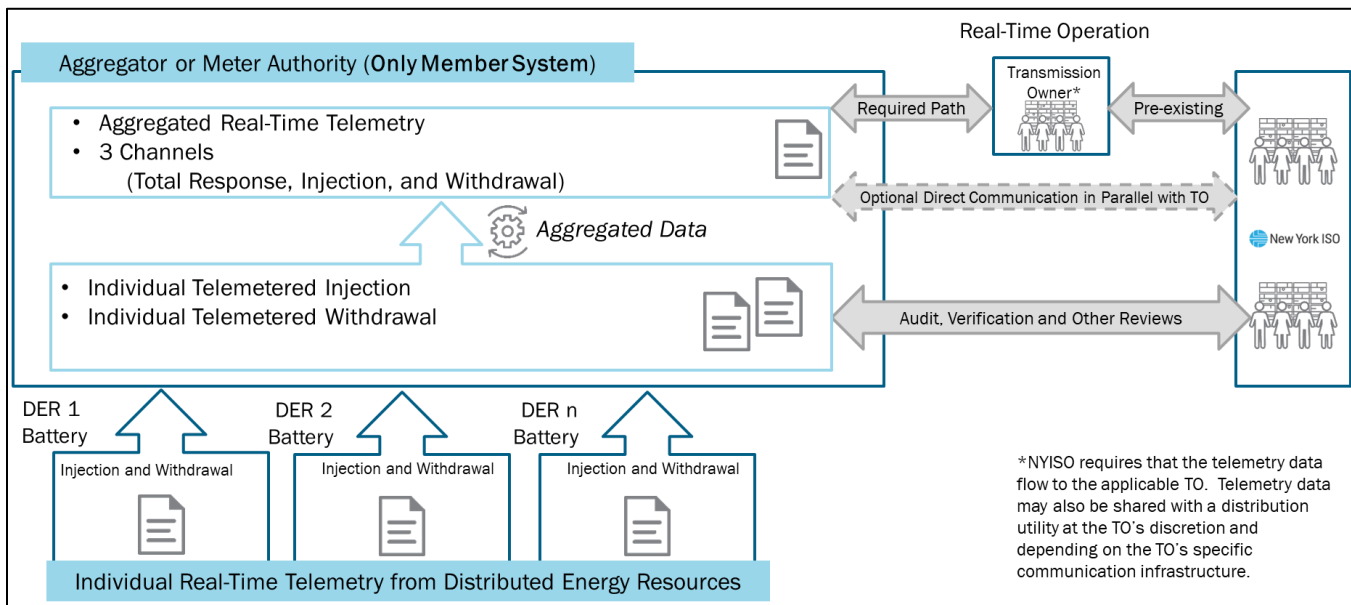 Real-Time Operation
Aggregator or Meter Authority (Only Member System)
• Aggregated Real-Time Telemetry
• 3 Channels
(Total Response, Injection, and Withdrawal)
Required Path
Transmission
Owner*
Pre-existing
Optional Direct Communication in Parallel with TO
Aggregated Data
New York ISO
• Individual Telemetered Injection
• Individual Telemetered Withdrawal
Audit, Verification and Other Reviews
DER 1
Battery
DER 2
Battery
DER n
Battery
Injection and Withdrawal
Injection and Withdrawal
Injection and Withdrawal
Individual Real-Time Telemetry from Distributed Energy Resources
*NYISO requires that the telemetry data
flow to the applicable TO. Telemetry data
may also be shared with a distribution
utility at the TO's discretion and
depending on the TO's specific
communication infrastructure.